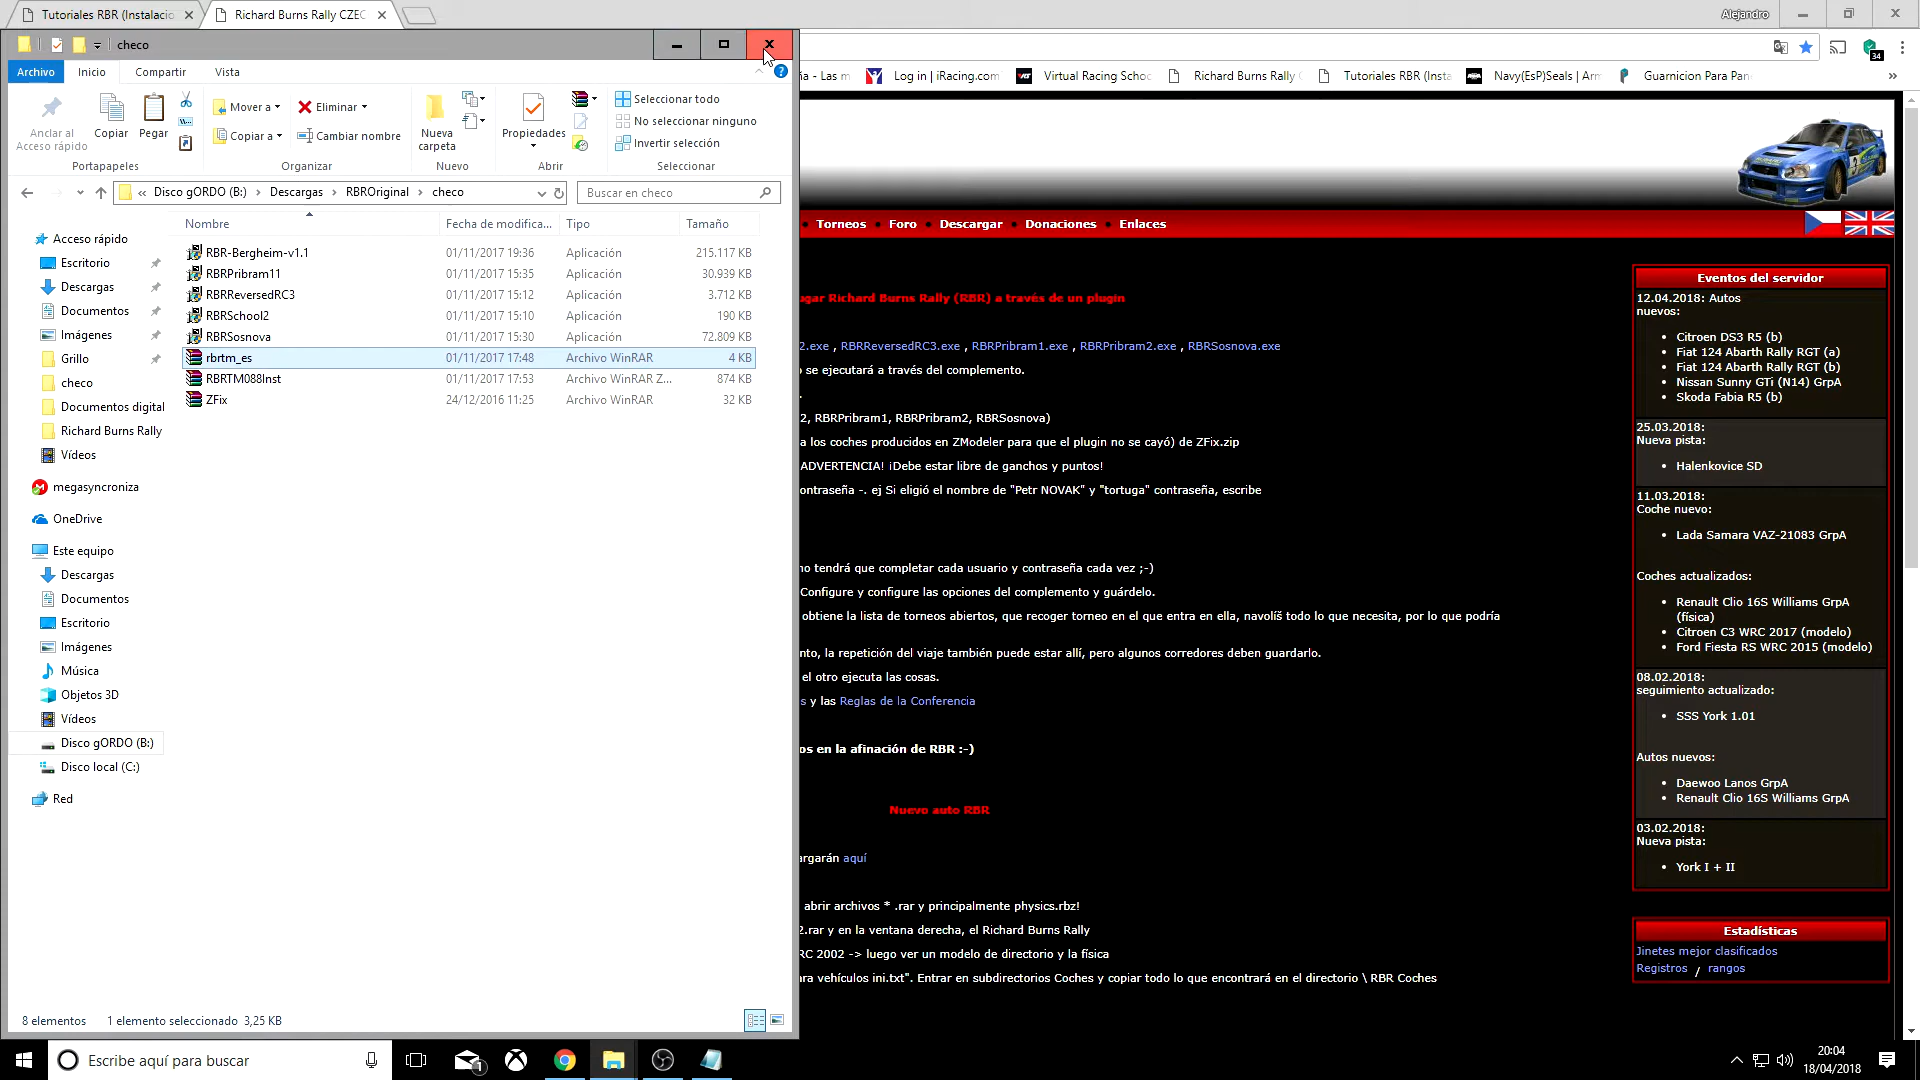 Tutoriales RBR (Instalacio
Richard Burns Rally CZEC
Alejandro
checo
Archivo
Inicio
Compartir
Vista
Anclar al
Acceso rápido
Copiar
Pegar
Mover a
Copiar a
Eliminar
Cambiar nombre
Nueva
carpeta
Propiedades
Seleccionar todo
No seleccionar ninguno
Invertir selección
Portapapeles
Organizar
Nuevo
Abrir
Seleccionar
« Disco gORDO (B:) > Descargas > RBROriginal > checo
Buscar en checo
Nombre Fecha de modifica... Tipo Tamaño
RBR-Bergheim-v1.1 01/11/2017 19:36 Aplicación 215.117 KB
RBRPribram11 01/11/2017 15:35 Aplicación 30.939 KB
RBRReversedRC3 01/11/2017 15:12 Aplicación 3.712 KB
RBRSchool2 01/11/2017 15:10 Aplicación 190 KB
RBRSosnova 01/11/2017 15:30 Aplicación 72.809 KB
rbrtm_es 01/11/2017 17:48 Archivo WinRAR 4 KB
RBRTM088Inst 01/11/2017 17:53 Archivo WinRAR Z... 874 KB
ZFix 24/12/2016 11:25 Archivo WinRAR 32 KB
Acceso rápido
Escritorio
Descargas
Documentos
Imágenes
Grillo
checo
Documentos digital
Richard Burns Rally
Vídeos
megasyncroniza
OneDrive
Este equipo
Descargas
Documentos
Escritorio
Imágenes
Música
Objetos 3D
Vídeos
Disco gORDO (B:)
Disco local (C:)
Red
8 elementos 1 elemento seleccionado 3,25 KB
34
ña - Las m
Log in | iRacing.com
Virtual Racing Schoo
Richard Burns Rally
Tutoriales RBR (Insta
Navy(EsP)Seals | Arm
Guarnicion Para Pan
»
3
Torneos • Foro • Descargar • Donaciones • Enlaces
ugar Richard Burns Rally (RBR) a través de un plugin
2.exe , RBRReversedRC3.exe , RBRPribram1.exe , RBRPribram2.exe , RBRSosnova.exe
o se ejecutará a través del complemento.
2, RBRPribram1, RBRPribram2, RBRSosnova)
a los coches producidos en ZModeler para que el plugin no se cayó) de ZFix.zip
ADVERTENCIA! ¡Debe estar libre de ganchos y puntos!
ontraseña -. ej Si eligió el nombre de "Petr NOVAK" y "tortuga" contraseña, escribe
no tendrá que completar cada usuario y contraseña cada vez ;-)
Configure y configure las opciones del complemento y guárdelo.
obtiene la lista de torneos abiertos, que recoger torneo en el que entra en ella, navolíš todo lo que necesita, por lo que podría
nto, la repetición del viaje también puede estar allí, pero algunos corredores deben guardarlo.
el otro ejecuta las cosas.
s y las Reglas de la Conferencia
os en la afinación de RBR :-)
Nuevo auto RBR
argarán aquí
abrir archivos * .rar y principalmente physics.rbz!
2.rar y en la ventana derecha, el Richard Burns Rally
RC 2002 -> luego ver un modelo de directorio y la física
ara vehículos ini.txt". Entrar en subdirectorios Coches y copiar todo lo que encontrará en el directorio \ RBR Coches
Eventos del servidor
12.04.2018: Autos
nuevos:
• Citroen DS3 R5 (b)
• Fiat 124 Abarth Rally RGT (a)
• Fiat 124 Abarth Rally RGT (b)
• Nissan Sunny GTi (N14) GrpA
• Skoda Fabia R5 (b)
25.03.2018:
Nueva pista:
• Halenkovice SD
11.03.2018:
Coche nuevo:
• Lada Samara VAZ-21083 GrpA
Coches actualizados:
• Renault Clio 16S Williams GrpA
(física)
• Citroen C3 WRC 2017 (modelo)
• Ford Fiesta RS WRC 2015 (modelo)
08.02.2018:
seguimiento actualizado:
• SSS York 1.01
Autos nuevos:
• Daewoo Lanos GrpA
• Renault Clio 16S Williams GrpA
03.02.2018:
Nueva pista:
• York I + II
Estadísticas
Jinetes mejor clasificados
Registros / rangos
Escribe aquí para buscar
1
20:04
18/04/2018